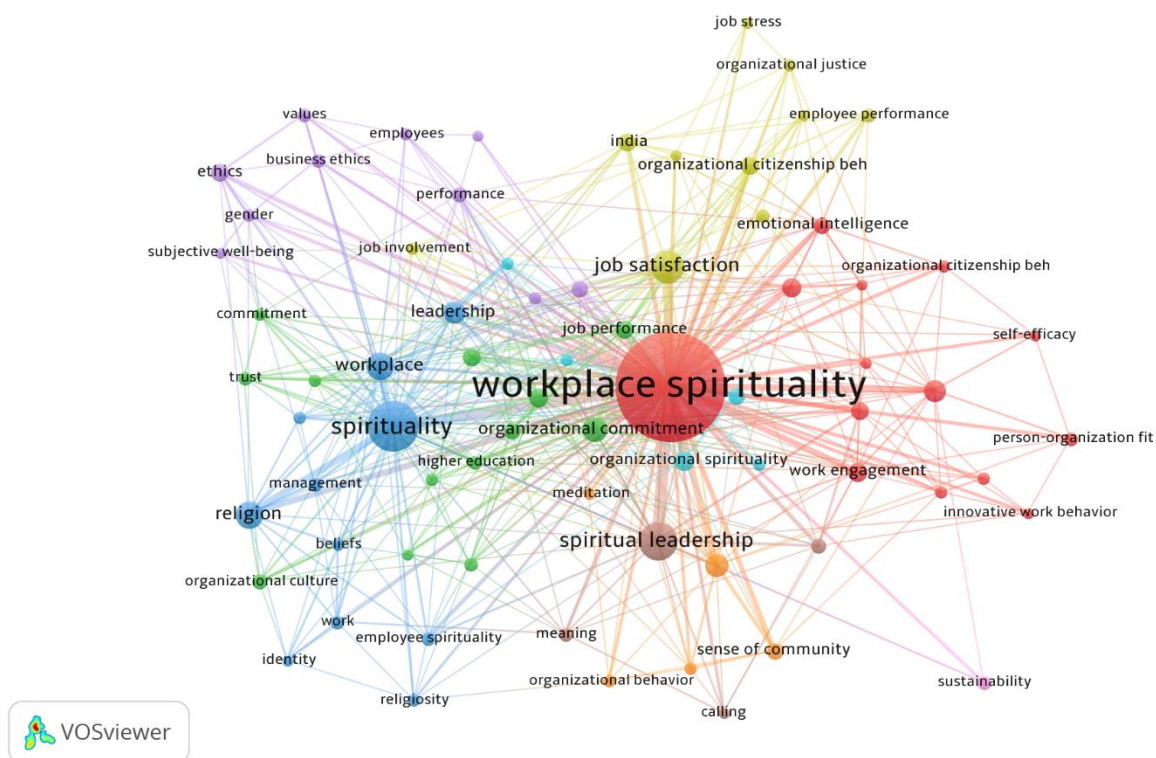 job stress
organizational justice
values
employees
employee performance
india
business ethics
organizational citizenship beh
ethics
performance
gender
emotional intelligence
job involvement
subjective well-being
job satisfaction
organizational citizenship beh
leadership
commitment
job performance
self-efficacy
workplace
trust
workplace spirituality
spirituality
organizational commitment
person-organization fit
higher education
organizational spirituality
work engagement
management
meditation
religion
innovative work behavior
spiritual leadership
beliefs
organizational culture
work
employee spirituality
meaning
sense of community
identity
organizational behavior
sustainability
religiosity
calling
VOSviewer